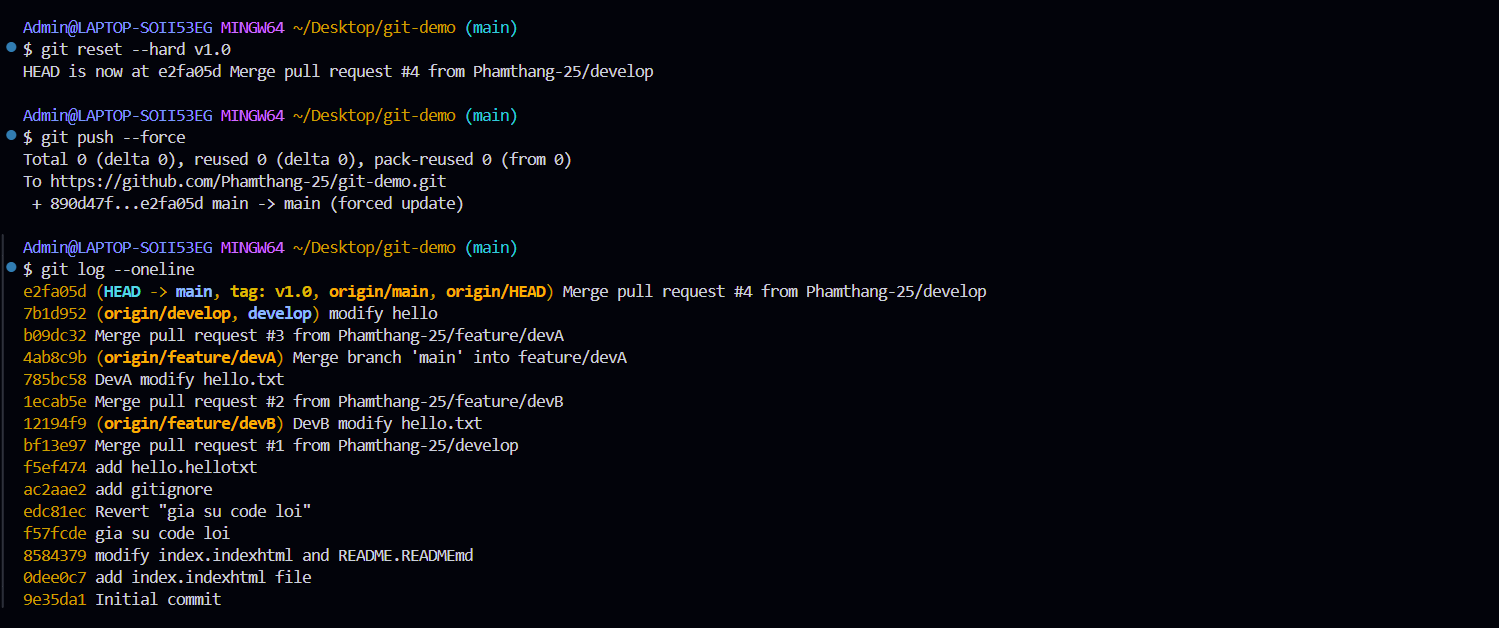 Admin@LAPTOP-SOII53EG MINGW64 ~/Desktop/git-demo (main)
$ git reset --hard v1.0
HEAD is now at e2fa05d Merge pull request #4 from Phamthang-25/develop
Admin@LAPTOP-SOII53EG MINGW64 ~/Desktop/git-demo (main)
$ git push --force
Total 0 (delta 0), reused 0 (delta 0), pack-reused 0 (from 0)
To https://github.com/Phamthang-25/git-demo.git
 + 890d47f...e2fa05d main -> main (forced update)
Admin@LAPTOP-SOII53EG MINGW64 ~/Desktop/git-demo (main)
$ git log --oneline
e2fa05d (HEAD -> main, tag: v1.0, origin/main, origin/HEAD) Merge pull request #4 from Phamthang-25/develop
7b1d952 (origin/develop, develop) modify hello
b09dc32 Merge pull request #3 from Phamthang-25/feature/devA
4ab8c9b (origin/feature/devA) Merge branch 'main' into feature/devA
785bc58 DevA modify hello.txt
1ecab5e Merge pull request #2 from Phamthang-25/feature/devB
12194f9 (origin/feature/devB) DevB modify hello.txt
bf13e97 Merge pull request #1 from Phamthang-25/develop
f5ef474 add hello.hellotxt
ac2aae2 add gitignore
edc81ec Revert "gia su code loi"
f57fcde gia su code loi
8584379 modify index.indexhtml and README.READMEmd
0dee0c7 add index.indexhtml file
9e35da1 Initial commit